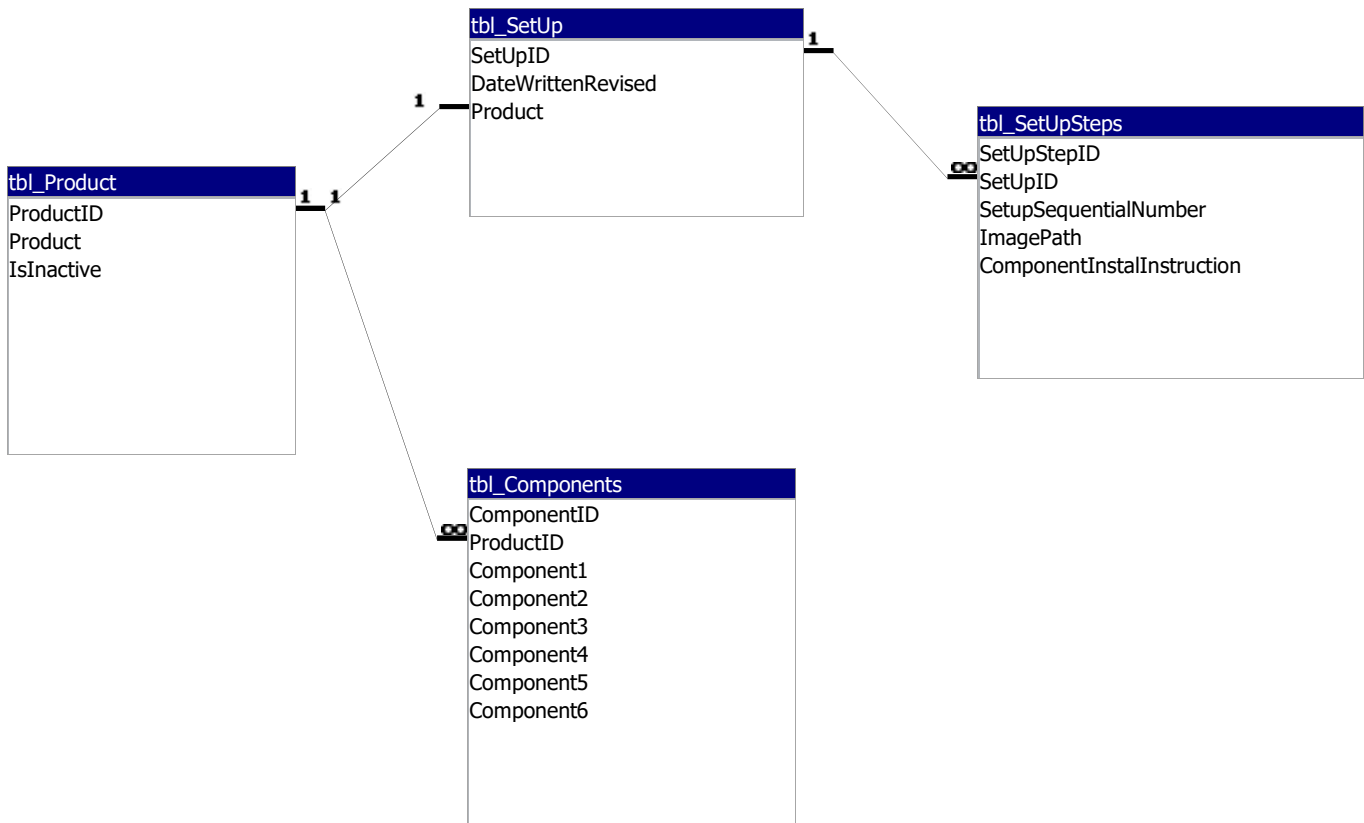 tbl_SetUp
SetUpID
DateWrittenRevised
Product
1
1
tbl_SetUpSteps
SetUpStepID
SetUpID
SetupSequentialNumber
ImagePath
ComponentInstalInstruction
∞
tbl_Product
ProductID
Product
IsInactive
1 1
tbl_Components
ComponentID
ProductID
Component1
Component2
Component3
Component4
Component5
Component6
∞